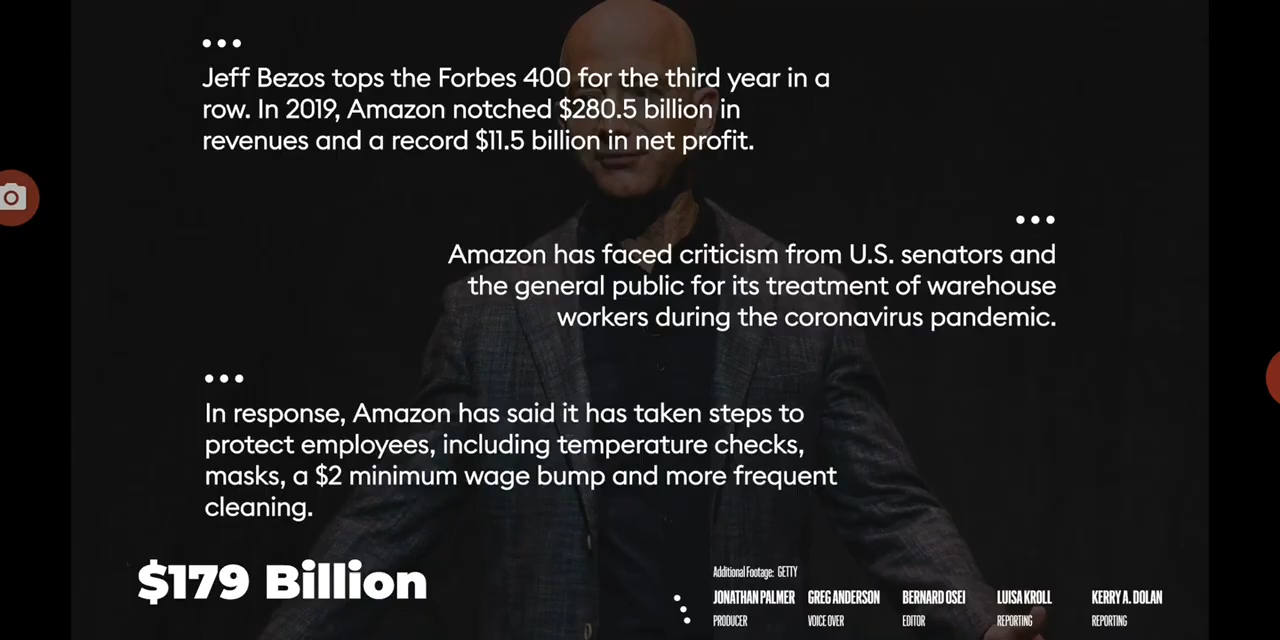 Jeff Bezos tops the Forbes 400 for the third year in a
row. In 2019, Amazon notched $280.5 billion in
revenues and a record $11.5 billion in net profit.
Amazon has faced criticism from U.S. senators and
the general public for its treatment of warehouse
workers during the coronavirus pandemic.
In response, Amazon has said it has taken steps to
protect employees, including temperature checks,
masks, a $2 minimum wage bump and more frequent
cleaning.
$179 Billion
Additional Footage: GETTY
JONATHAN PALMER GREG ANDERSON BERNARD OSEI LUISA KROLL KERRY A. DOLAN
PRODUCER VOICE OVER EDITOR REPORTING REPORTING